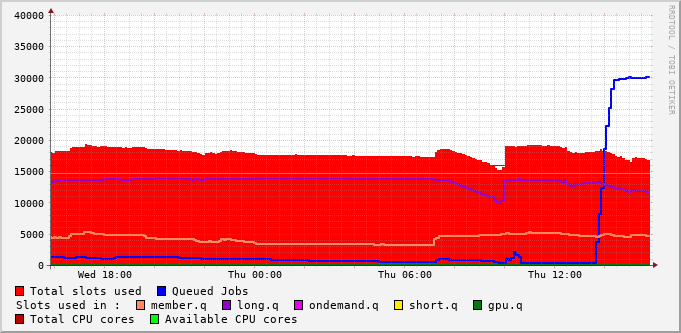 RRDTOOL / TOBI OETIKER
40000
35000
30000
25000
20000
15000
10000
5000
0
Wed 18:00 Thu 00:00 Thu 06:00 Thu 12:00
Total slots used Queued Jobs
Slots used in : member.q long.q ondemand.q short.q gpu.q
Total CPU cores Available CPU cores